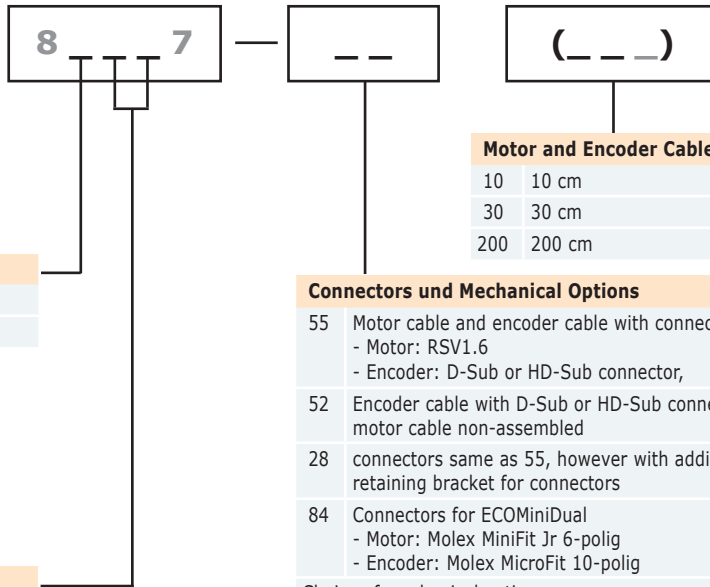 8 _ _ _ 7 — _ _ (_ _ _)
Motor and Encoder Cable
10 10 cm
30 30 cm
200 200 cm
Connectors und Mechanical Options
55 Motor cable and encoder cable with
- Motor: RSV1.6
- Encoder: D-Sub or HD-Sub connector,
52 Encoder cable with D-Sub or HD-Sub
motor cable non-assembled
28 connectors same as 55, however with
retaining bracket for connectors
84 Connectors for ECOMiniDual
- Motor: Molex MiniFit Jr 6-polig
- Encoder: Molex MicroFit 10-polig